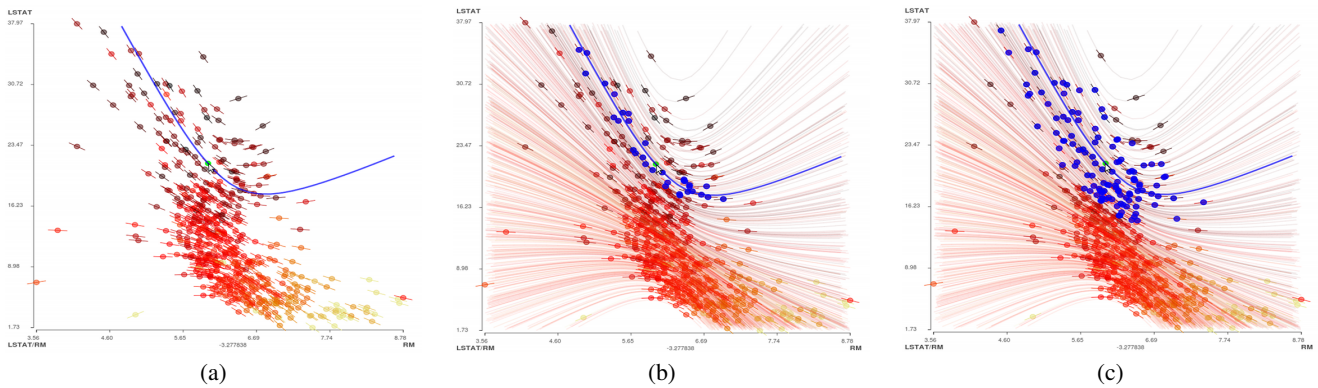 LSTAT
37.97
30.72
23.47
16.23
8.98
1.73
3.56 4.60 5.65 6.69 7.74 8.78
LSTAT/RM -3.277838 RM
(a)
LSTAT
37.97
30.72
23.47
16.23
8.98
1.73
3.56 4.60 5.65 6.69 7.74 8.78
LSTAT/RM -3.277838 RM
(b)
LSTAT
37.97
30.72
23.47
16.23
8.98
1.73
3.56 4.60 5.65 6.69 7.74 8.78
LSTAT/RM -3.277838 RM
(c)